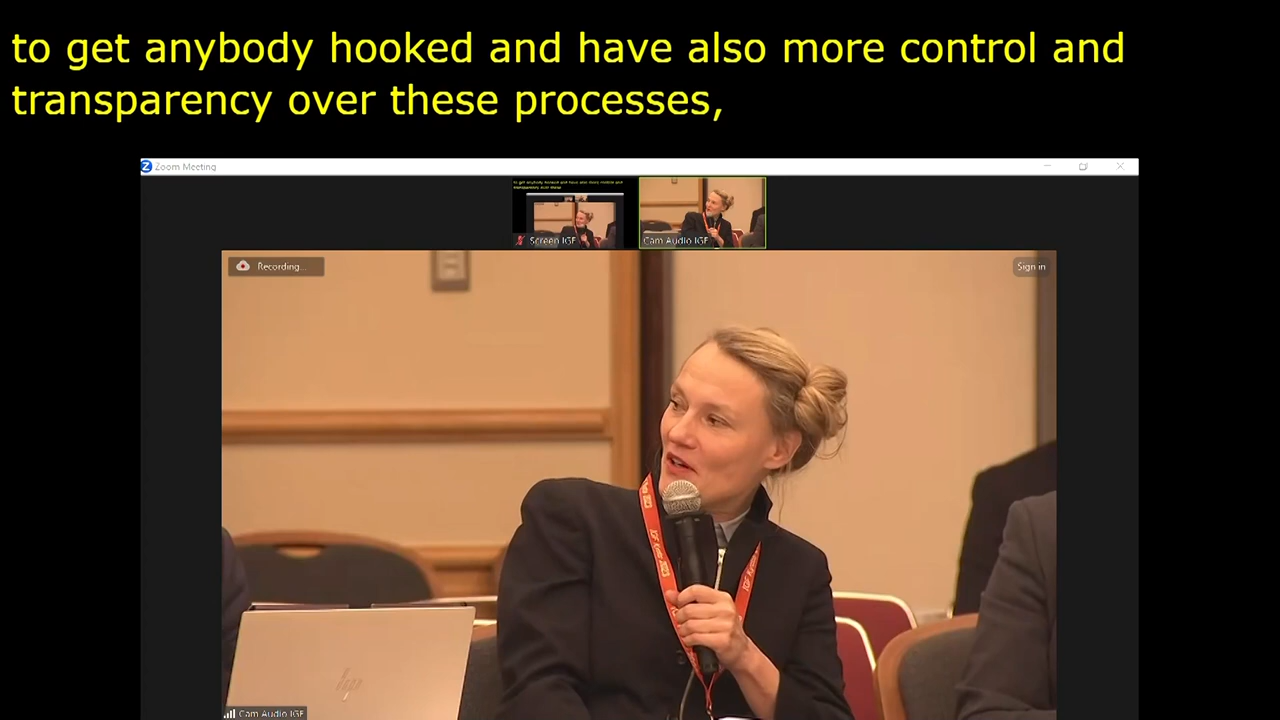 to get anybody hooked and have also more control and
transparency over these processes,
Zoom Meeting
Screen IGF
Cam Audio IGF
Recording...
Sign in
hp
Cam Audio IGF